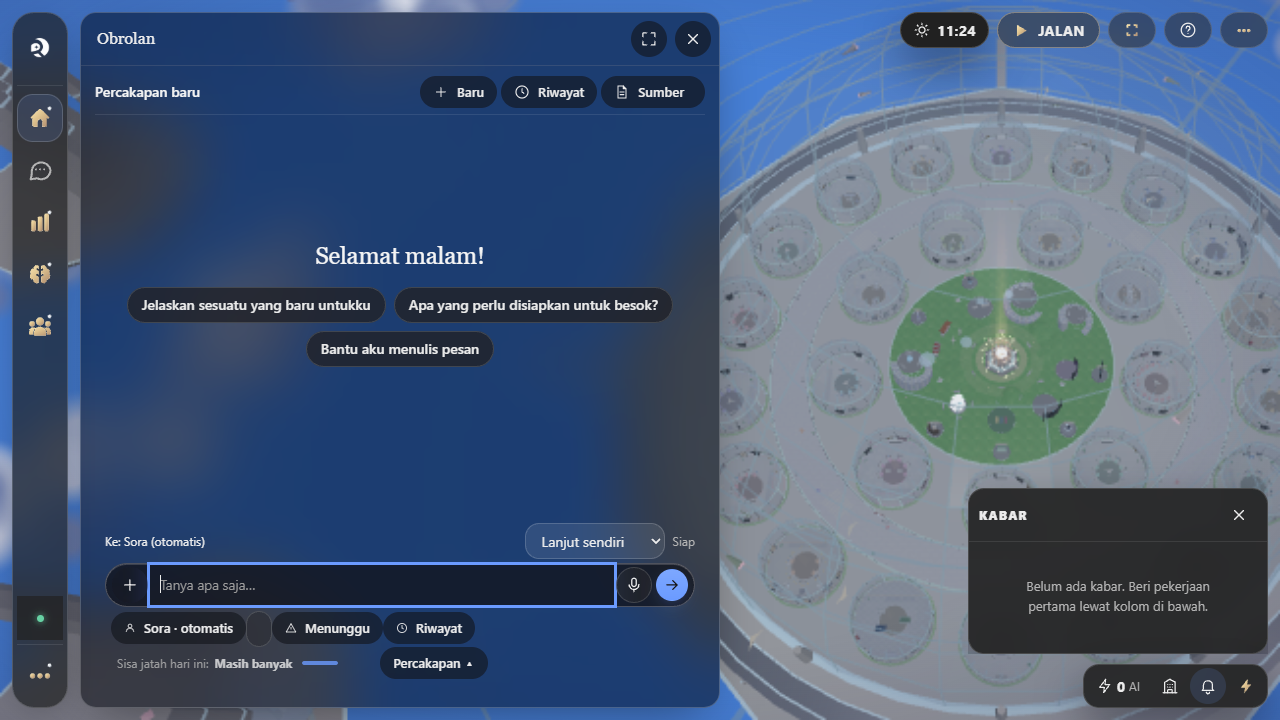 Obrolan
11:24
JALAN
Percakapan baru
Baru
Riwayat
Sumber
Selamat malam!
Jelaskan sesuatu yang baru untukku
Apa yang perlu disiapkan untuk besok?
Bantu aku menulis pesan
Ke: Sora (otomatis)
Lanjut sendiri
Siap
Tanya apa saja...
Sora · otomatis
Menunggu
Riwayat
Sisa jatah hari ini: Masih banyak
Percakapan
KABAR
Belum ada kabar. Beri pekerjaan
pertama lewat kolom di bawah.
0 AI